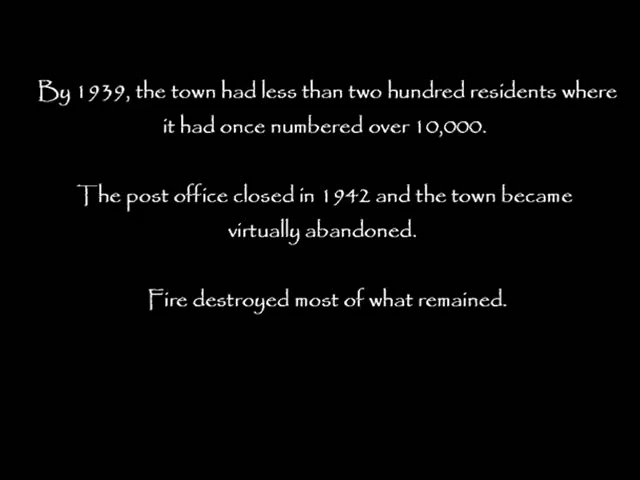 By 1939, the town had less than two hundred residents where
it had once numbered over 10,000.
The post office closed in 1942 and the town became
virtually abandoned.
Fire destroyed most of what remained.